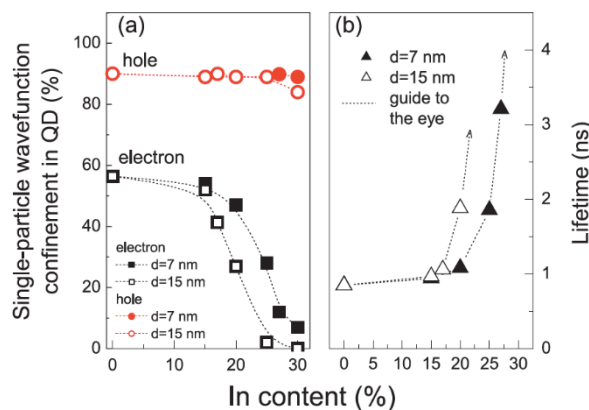 (a)
(b)
Single-particle wavefunction
confinement in QD (%)
100
80
60
40
20
0
hole
electron
electron
d=7 nm
d=15 nm
hole
d=7 nm
d=15 nm
0
10
20
30
d=7 nm
d=15 nm
guide to
the eye
0
5
10
15
20
25
30
4
3
2
1
0
Lifetime (ns)
In content (%)